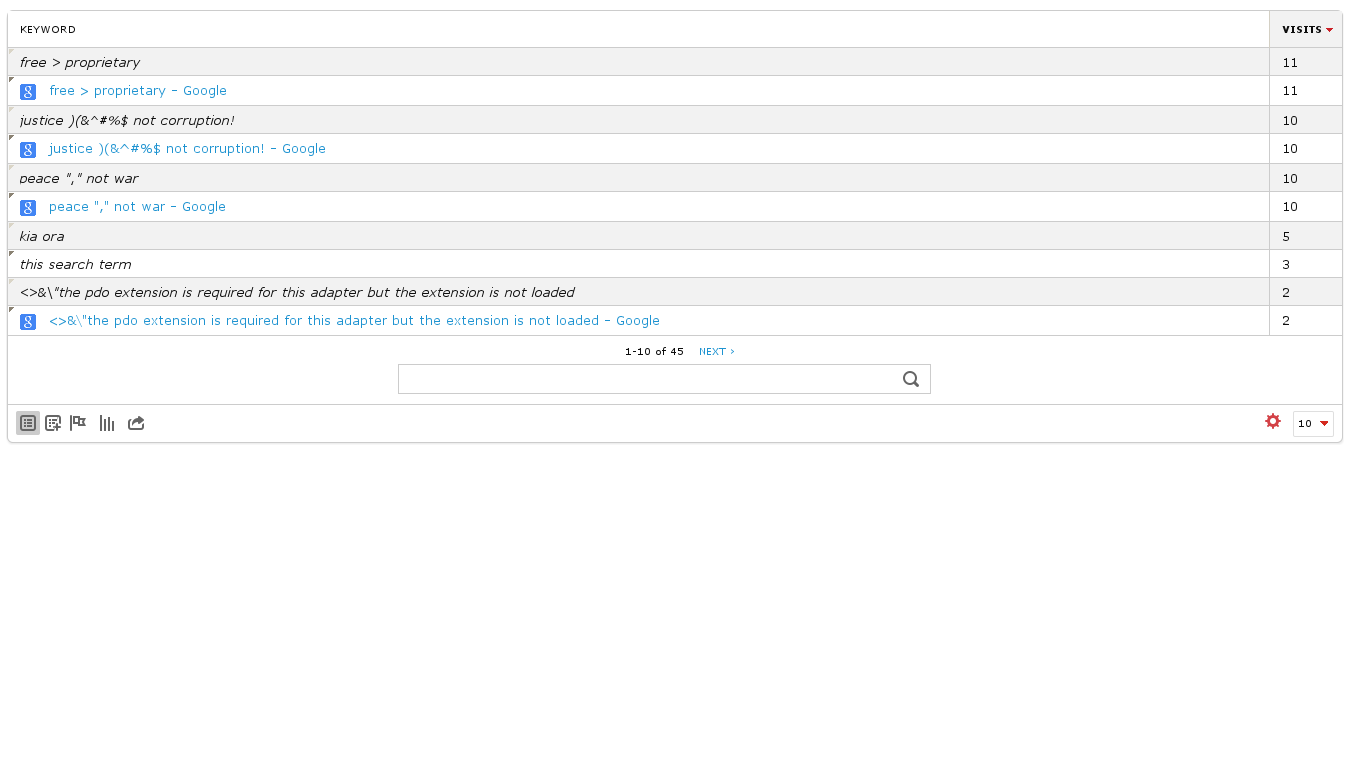 KEYWORD VISITS
free > proprietary 11
free > proprietary - Google 11
justice )(&^#%$ not corruption! 10
justice )(&^#%$ not corruption! - Google 10
peace "," not war 10
peace "," not war - Google 10
kia ora 5
this search term 3
<>&\"the pdo extension is required for this adapter but the extension is not loaded 2
<>&\"the pdo extension is required for this adapter but the extension is not loaded - Google 2
1-10 of 45 NEXT ›
10